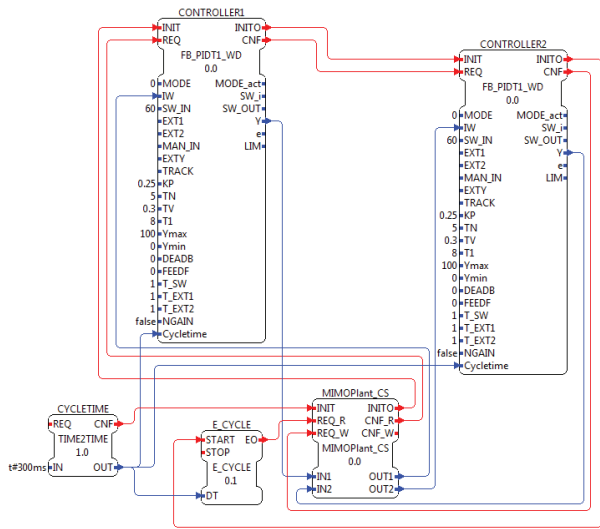 CONTROLLER1
INIT INITO
REQ CNF
FB_PIDT1_WD
0.0
0 MODE MODE_act
IW SW_i
60 SW_IN SW_OUT
EXT1 Y
EXT2 e
MAN_IN LIM
EXTY
TRACK
0.25 KP
5 TN
0.3 TV
8 T1
100 Ymax
0 Ymin
0 DEADB
0 FEEDF
1 T_SW
1 T_EXT1
1 T_EXT2
false NGAIN
Cycletime
CONTROLLER2
INIT INITO
REQ CNF
FB_PIDT1_WD
0.0
0 MODE MODE_act
IW SW_i
60 SW_IN SW_OUT
EXT1 Y
EXT2 e
MAN_IN LIM
EXTY
TRACK
0.25 KP
5 TN
0.3 TV
8 T1
100 Ymax
0 Ymin
0 DEADB
0 FEEDF
1 T_SW
1 T_EXT1
1 T_EXT2
false NGAIN
Cycletime
CYCLETIME
REQ CNF
TIME2TIME
1.0
t#300ms IN OUT
E_CYCLE
START EO
STOP
E_CYCLE
0.1
DT
MIMOPlant_CS
INIT INITO
REQ_R CNF_R
REQ_W CNF_W
MIMOPlant_CS
0.0
IN1 OUT1
IN2 OUT2